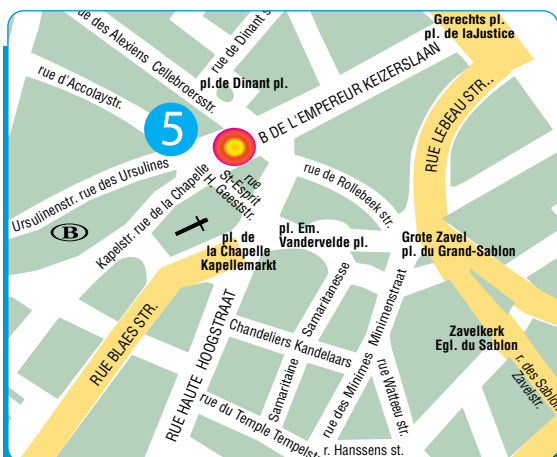 Gerechts pl.
pl. de laJustice
rue des Alexiens Cellebroersstr.
rue de Dinant s
rue d'Accolaystr.
pl.de Dinant pl.
B DE L'EMPEREUR KEIZERSLAAN
RUE LEBEAU STR..
5
Ursulinenstr. rue des Ursulines
Kapelstr. rue de la Chapelle
rue
St-Esprit
H. Geeststr.
rue de Rollebeek str.
B
pl. de
la Chapelle
Kapellemarkt
pl. Em.
Vandervelde pl.
Grote Zavel
pl. du Grand-Sablon
RUE BLAES STR.
RUE HAUTE HOOGSTRAAT
Chandeliers Kandelaars
Samaritaine Samaritanesse
rue des Minimes Minimenstraat
rue Watteeu str.
Zavelkerk
Egl. du Sablon
r. des Sablon
Zavelstr.
rue du Temple Tempelstr.
r. Hanssens st.